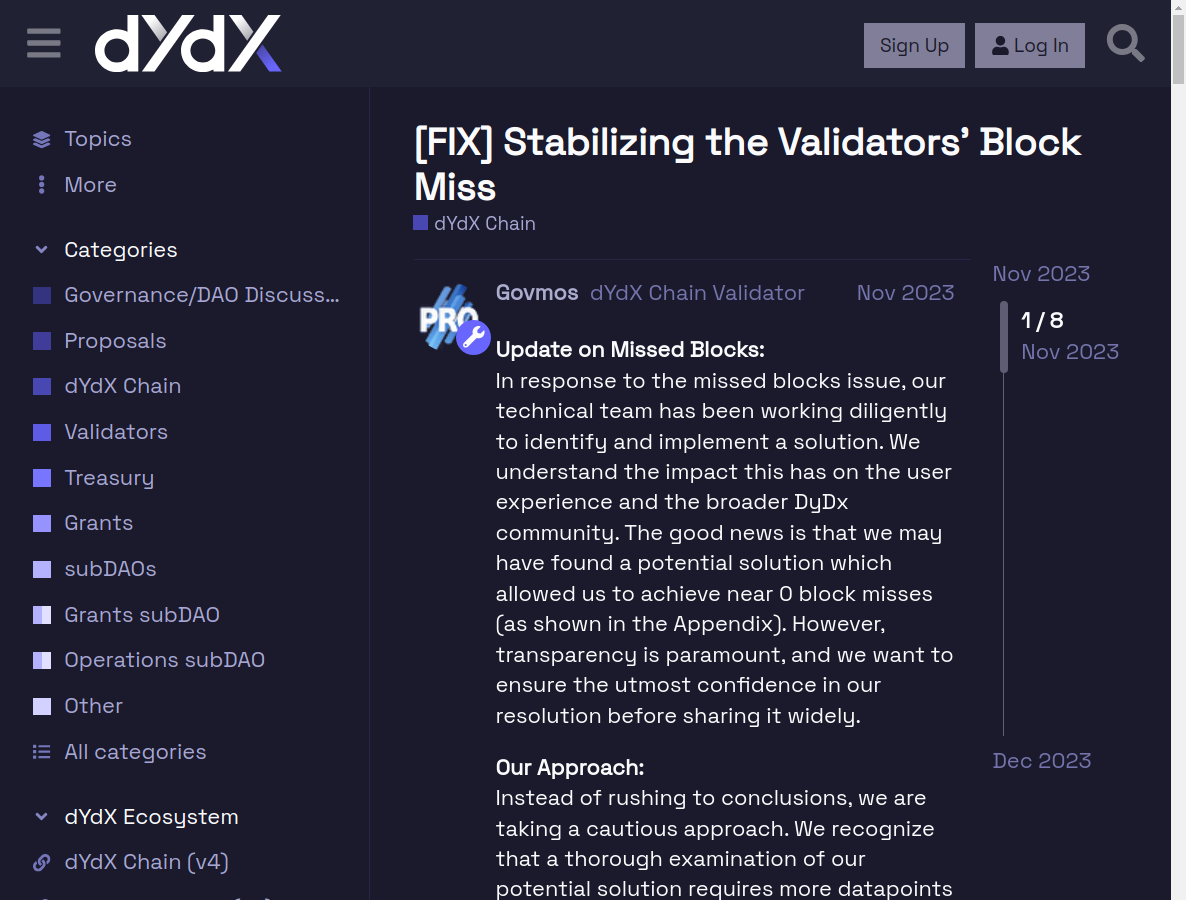 dYdX
Sign Up
Log In
Topics
More
Categories
Governance/DAO Discuss...
Proposals
dYdX Chain
Validators
Treasury
Grants
subDAOs
Grants subDAO
Operations subDAO
Other
All categories
dYdX Ecosystem
dYdX Chain (v4)
[FIX] Stabilizing the Validators' Block
Miss
dYdX Chain
PRO
Govmos dYdX Chain Validator Nov 2023
Update on Missed Blocks:
In response to the missed blocks issue, our
technical team has been working diligently
to identify and implement a solution. We
understand the impact this has on the user
experience and the broader DyDx
community. The good news is that we may
have found a potential solution which
allowed us to achieve near 0 block misses
(as shown in the Appendix). However,
transparency is paramount, and we want to
ensure the utmost confidence in our
resolution before sharing it widely.
Our Approach:
Instead of rushing to conclusions, we are
taking a cautious approach. We recognize
that a thorough examination of our
potential solution requires more datapoints
Nov 2023
1 / 8
Nov 2023
Dec 2023